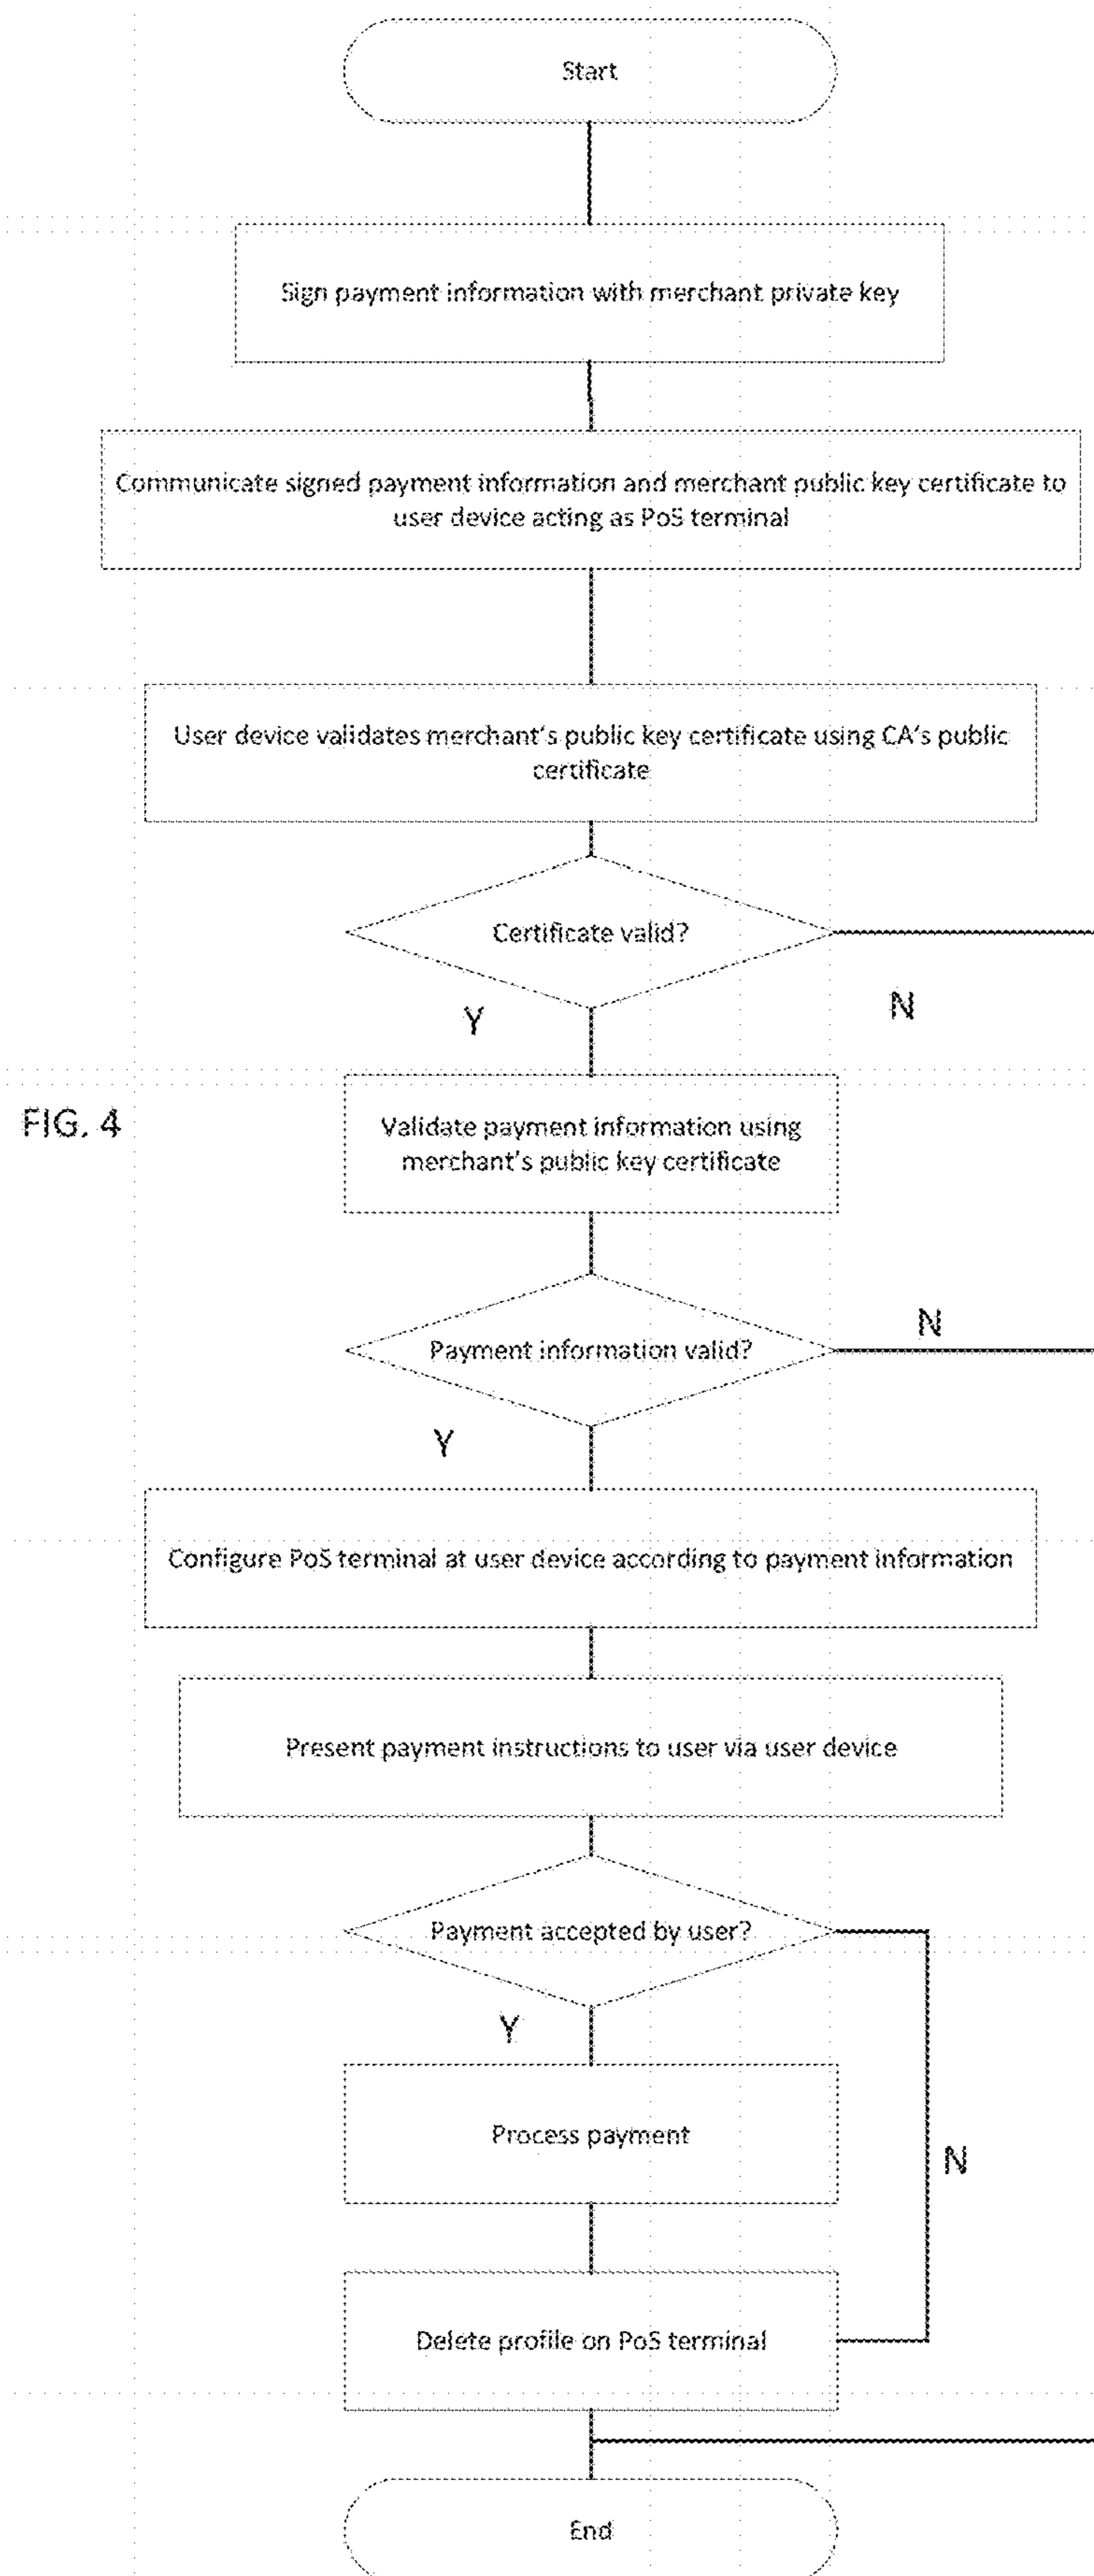 Start
Sign payment information with merchant private key
Communicate signed payment information and merchant public key certificate to
user device acting as PoS terminal
User device validates merchant's public key certificate using CA's public
certificate
Certificate valid?
Y
N
FIG. 4
Validate payment information using
merchant's public key certificate
Payment information valid?
N
Y
Configure PoS terminal at user device according to payment information
Present payment instructions to user via user device
Payment accepted by user?
Y
Process payment
N
Delete profile on PoS terminal
End